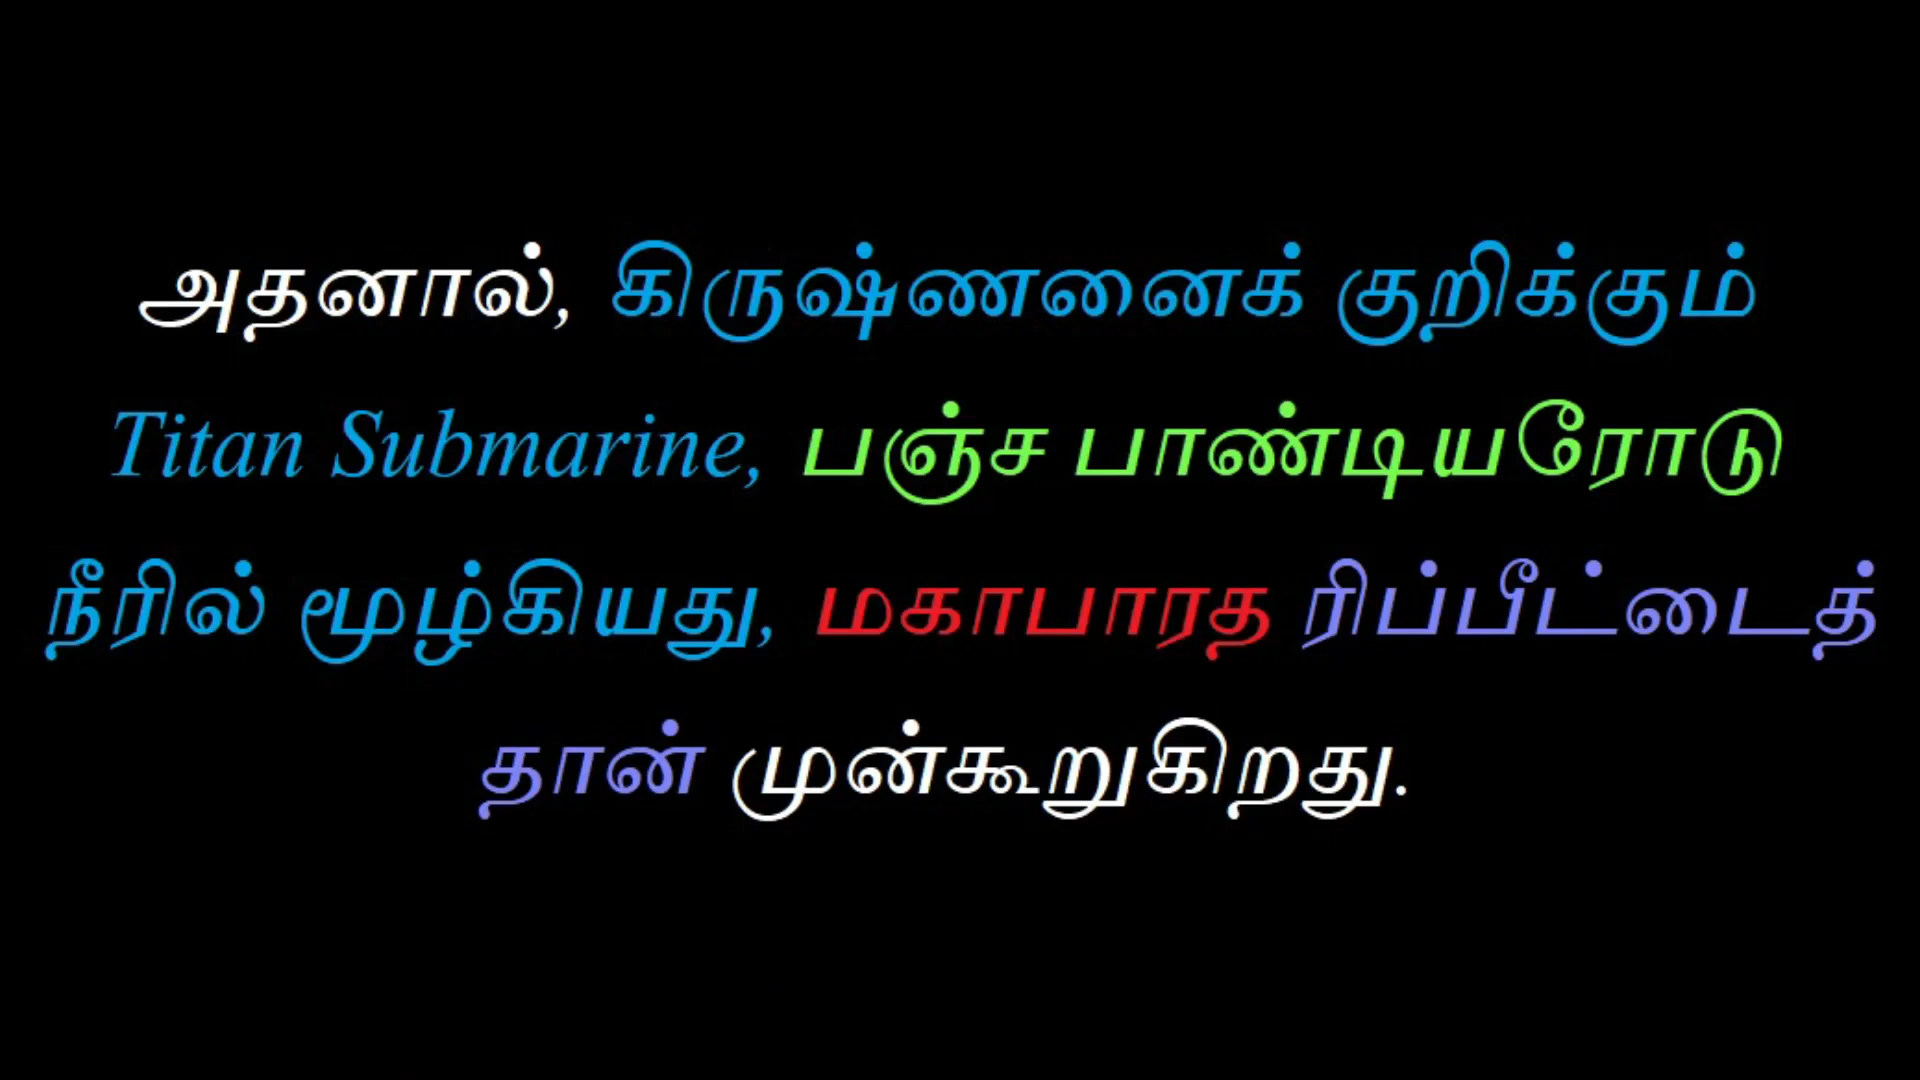 அதனால், கிருஷ்ணனைக் குறிக்கும்
Titan Submarine, பஞ்ச பாண்டியரோடு
நீரில் மூழ்கியது, மகாபாரத ரிப்பீட்டைத்
தான் முன்கூறுகிறது.